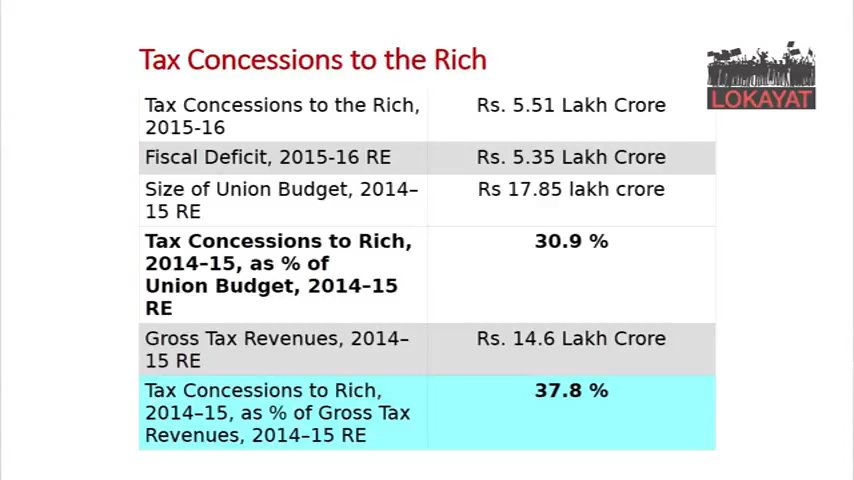 Tax Concessions to the Rich
LOKAYAT
Tax Concessions to the Rich, Rs. 5.51 Lakh Crore
2015-16
Fiscal Deficit, 2015-16 RE Rs. 5.35 Lakh Crore
Size of Union Budget, 2014– Rs 17.85 lakh crore
15 RE
Tax Concessions to Rich, 30.9 %
2014–15, as % of
Union Budget, 2014–15
RE
Gross Tax Revenues, 2014– Rs. 14.6 Lakh Crore
15 RE
Tax Concessions to Rich, 37.8 %
2014–15, as % of Gross Tax
Revenues, 2014–15 RE